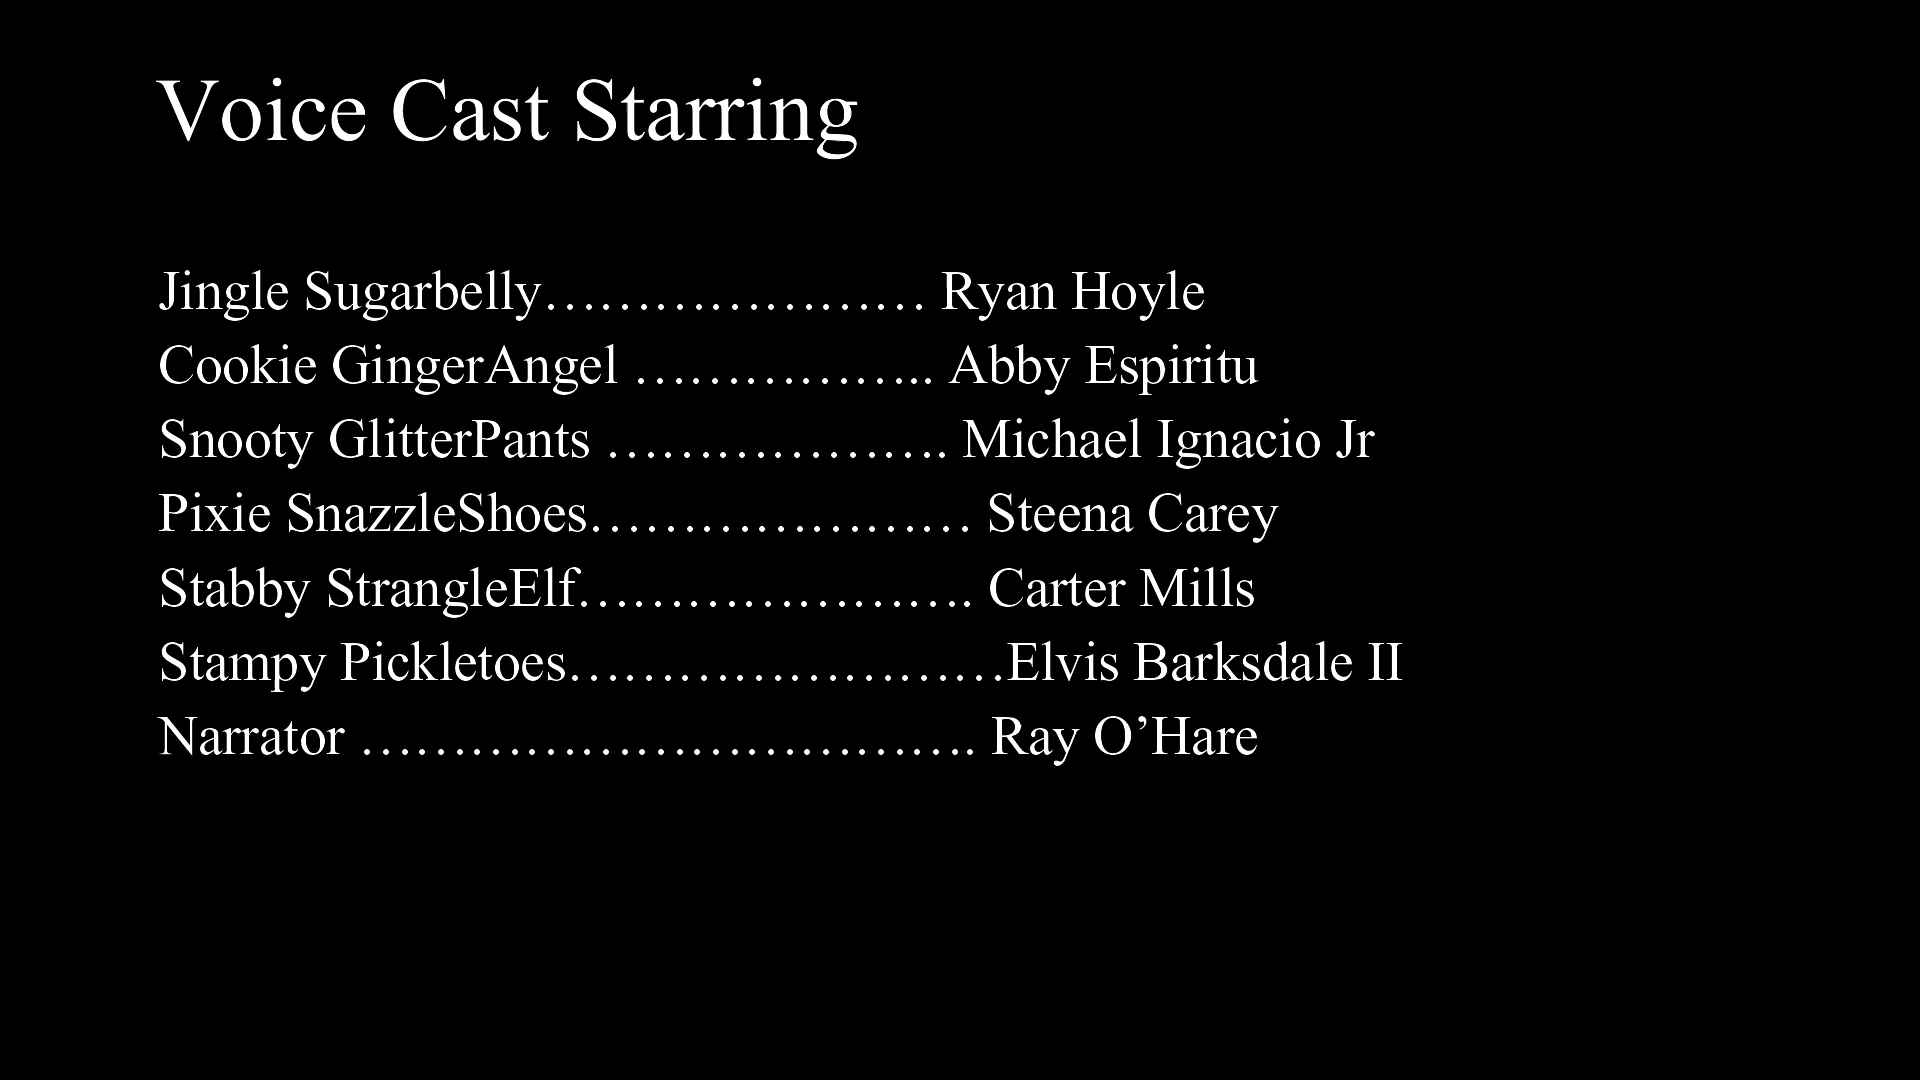 Voice Cast Starring
Jingle Sugarbelly………………… Ryan Hoyle
Cookie GingerAngel …………….. Abby Espiritu
Snooty GlitterPants ………………. Michael Ignacio Jr
Pixie SnazzleShoes………………… Steena Carey
Stabby StrangleElf…………………. Carter Mills
Stampy Pickletoes……………………Elvis Barksdale II
Narrator ……………………………. Ray O’Hare